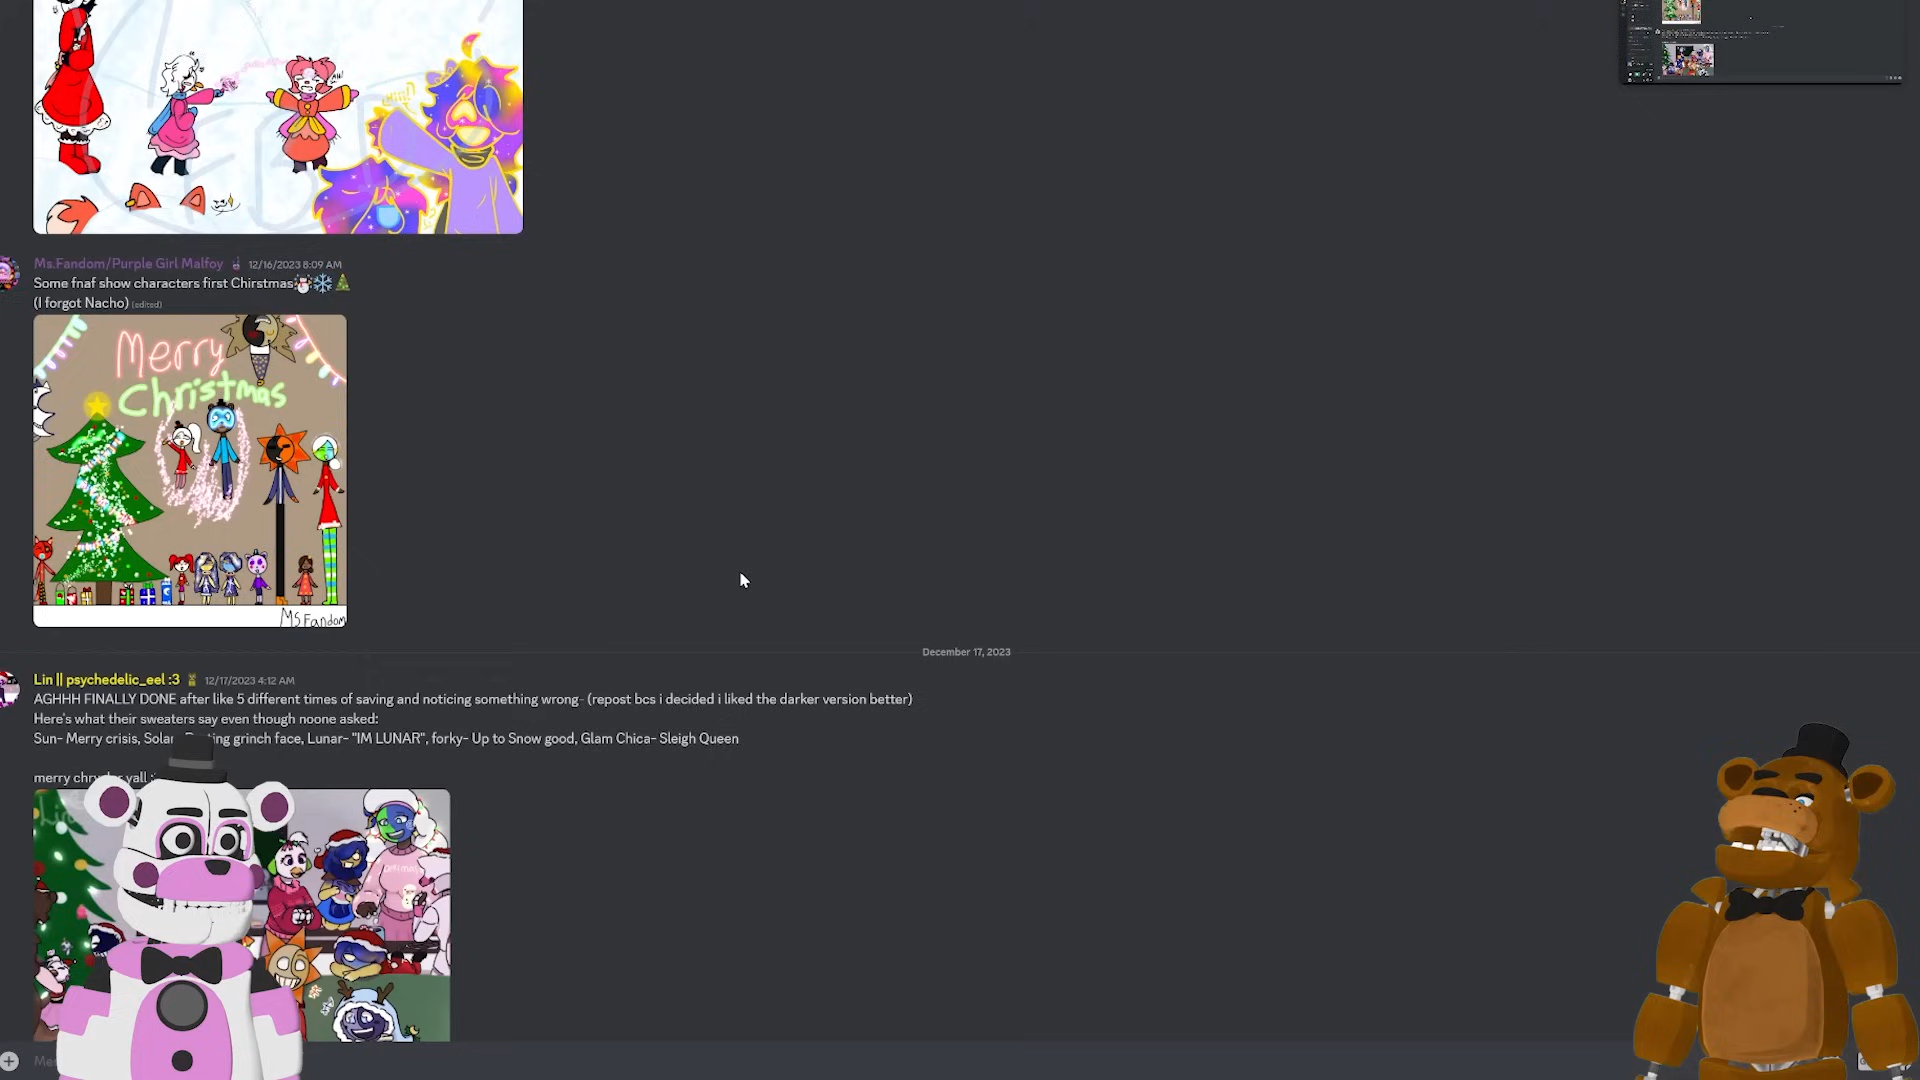 Ms.Fandom/Purple Girl Malfoy 12/16/2023 8:09 AM
Some fnaf show characters first Chirstmas
(I forgot Nacho) (edited)
Merry
Christmas
MS Fandom
December 17, 2023
Lin || psychedelic_eel :3 12/17/2023 4:12 AM
AGHHH FINALLY DONE after like 5 different times of saving and noticing something wrong- (repost bcs i decided i liked the darker version better)
Here's what their sweaters say even though noone asked:
Sun- Merry crisis, Solar- grinch face, Lunar- "IM LUNAR", forky- Up to Snow good, Glam Chica- Sleigh Queen
merry yall